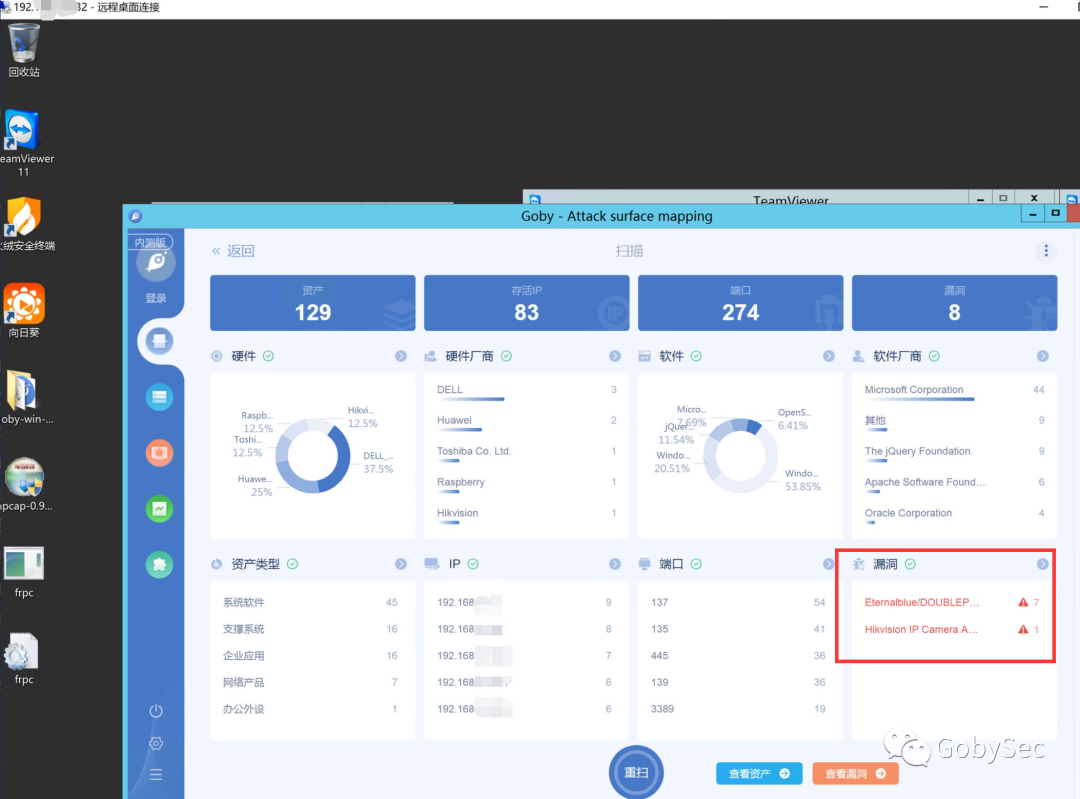 192. 32 - 远程桌面连接
回收站
eamViewer
11
火绒安全终端
向日葵
oby-win-...
pcap-0.9...
frpc
frpc
TeamViewer
Goby - Attack surface mapping
内测版
登录
« 返回
扫描
资产
129
存活IP
83
端口
274
漏洞
8
硬件
Raspb...
12.5%
Toshi...
12.5%
Huawe...
25%
Hikvi...
12.5%
DELL_...
37.5%
硬件厂商
DELL 3
Huawei 2
Toshiba Co. Ltd. 1
Raspberry 1
Hikvision 1
软件
Micro...
7.69%
jQuer...
11.54%
Windo...
20.51%
OpenS...
6.41%
Windo...
53.85%
软件厂商
Microsoft Corporation 44
其他 9
The jQuery Foundation. 9
Apache Software Found... 6
Oracle Corporation 4
资产类型
系统软件 45
支撑系统 16
企业应用 16
网络产品 7
办公外设 1
IP
192.168 9
192.168 8
192.168 7
192.168 6
192.168 6
端口
137 54
135 41
445 36
139 36
3389 19
漏洞
Eternalblue/DOUBLEP... 7
Hikvision IP Camera A... 1
重扫
查看资产
查看漏洞
GobySec